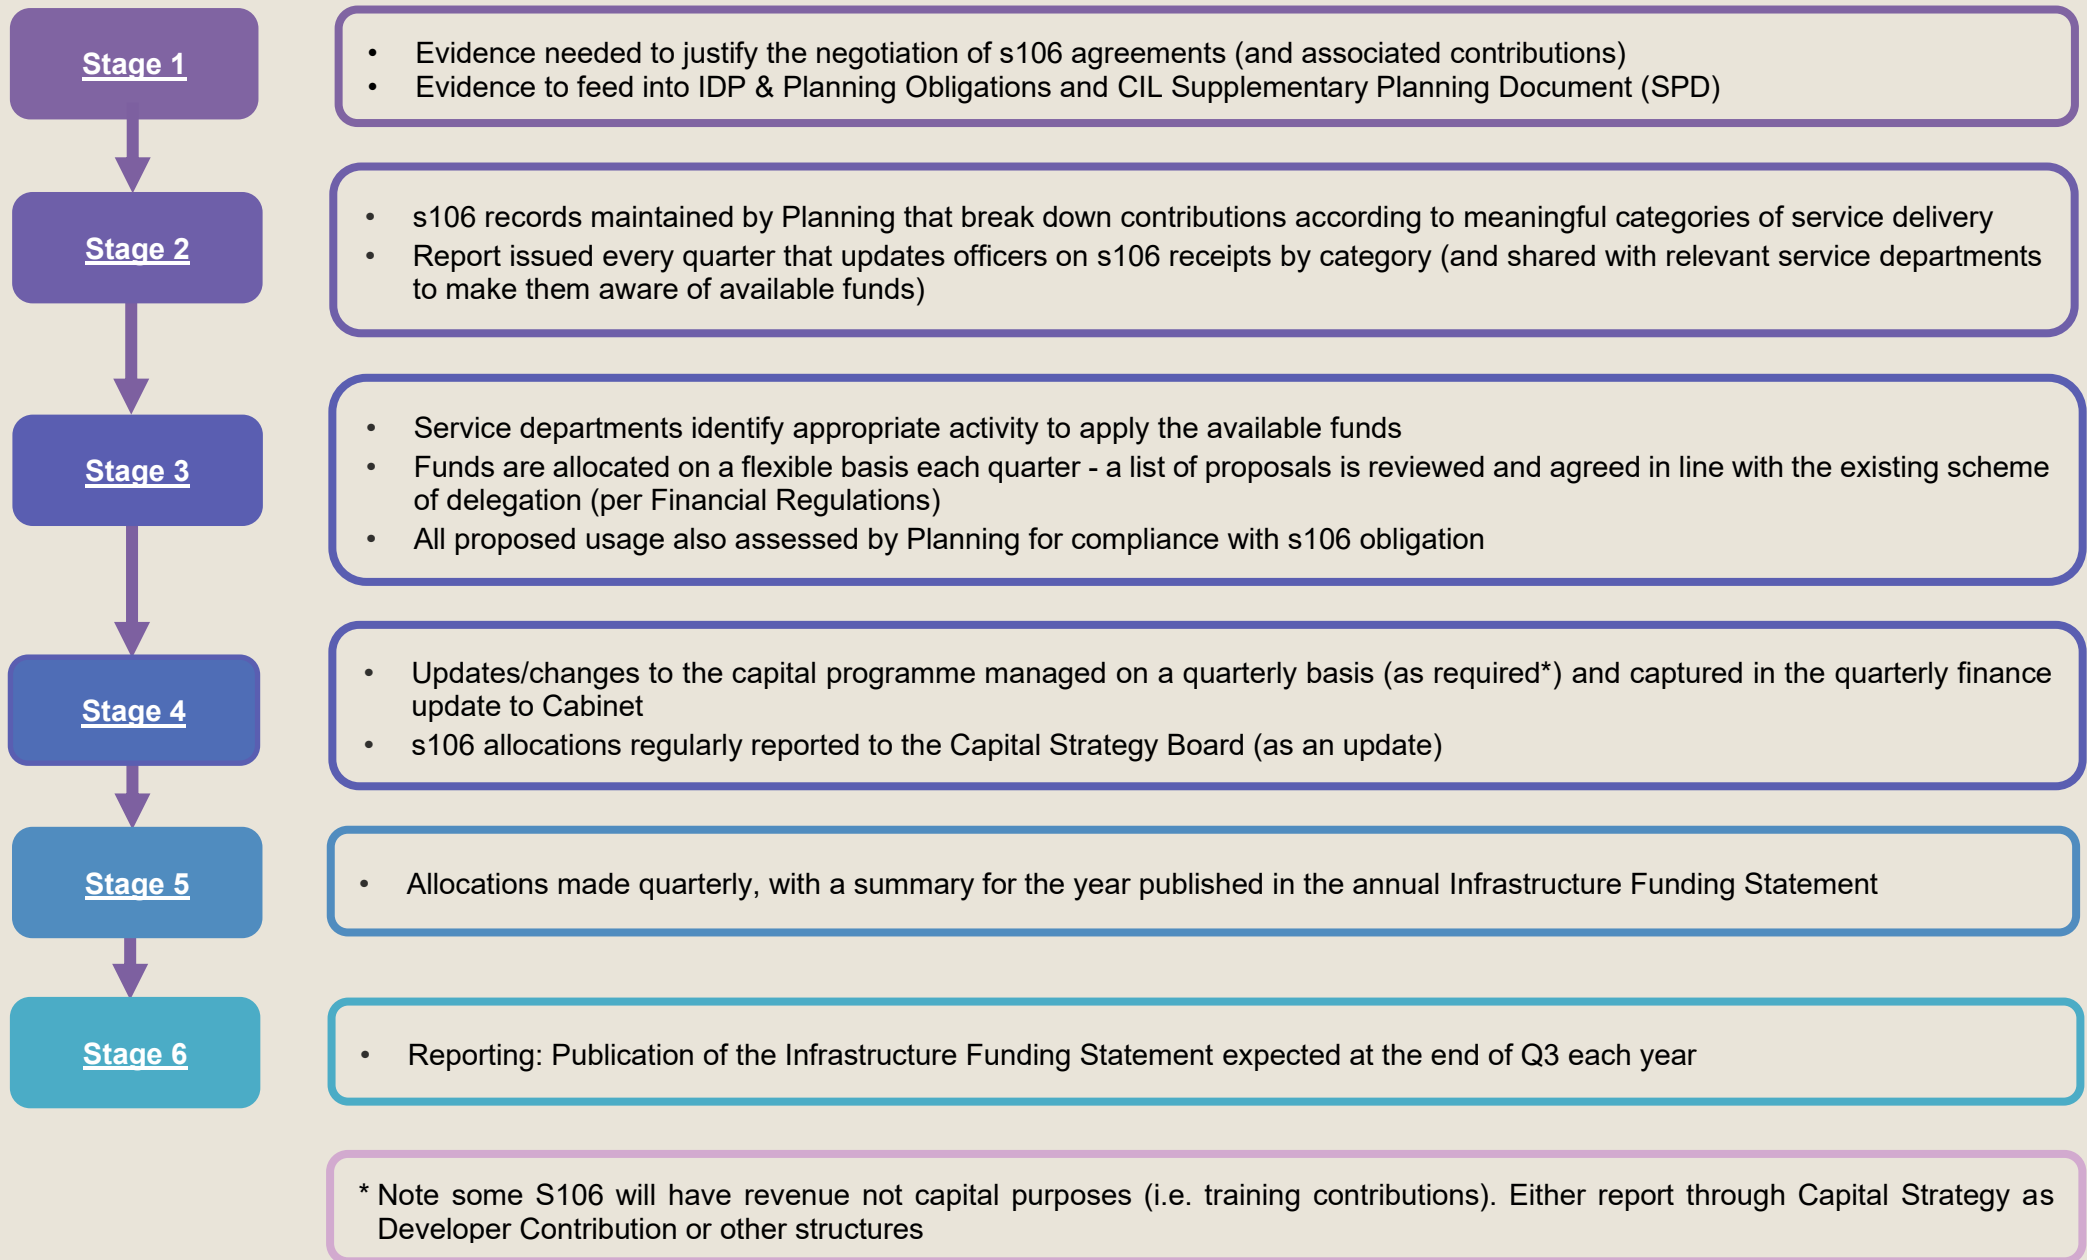 Stage 1
• Evidence needed to justify the negotiation of s106 agreements (and associated contributions)
• Evidence to feed into IDP & Planning Obligations and CIL Supplementary Planning Document (SPD)
Stage 2
• s106 records maintained by Planning that break down contributions according to meaningful categories of service delivery
• Report issued every quarter that updates officers on s106 receipts by category (and shared with relevant service departments
to make them aware of available funds)
Stage 3
• Service departments identify appropriate activity to apply the available funds
• Funds are allocated on a flexible basis each quarter - a list of proposals is reviewed and agreed in line with the existing scheme
of delegation (per Financial Regulations)
• All proposed usage also assessed by Planning for compliance with s106 obligation
Stage 4
• Updates/changes to the capital programme managed on a quarterly basis (as required*) and captured in the quarterly finance
update to Cabinet
• s106 allocations regularly reported to the Capital Strategy Board (as an update)
Stage 5
• Allocations made quarterly, with a summary for the year published in the annual Infrastructure Funding Statement
Stage 6
• Reporting: Publication of the Infrastructure Funding Statement expected at the end of Q3 each year
* Note some S106 will have revenue not capital purposes (i.e. training contributions). Either report through Capital Strategy as
Developer Contribution or other structures